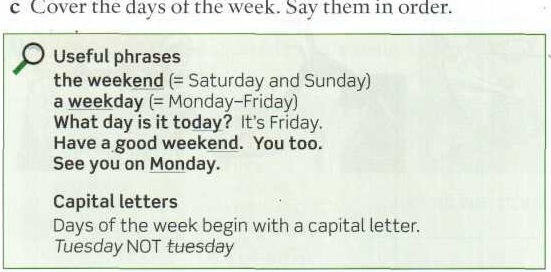 c Cover the days of the week. Say them in order.
Useful phrases
the weekend (= Saturday and Sunday)
a weekday (= Monday–Friday)
What day is it today? It's Friday.
Have a good weekend. You too.
See you on Monday.
Capital letters
Days of the week begin with a capital letter.
Tuesday NOT tuesday